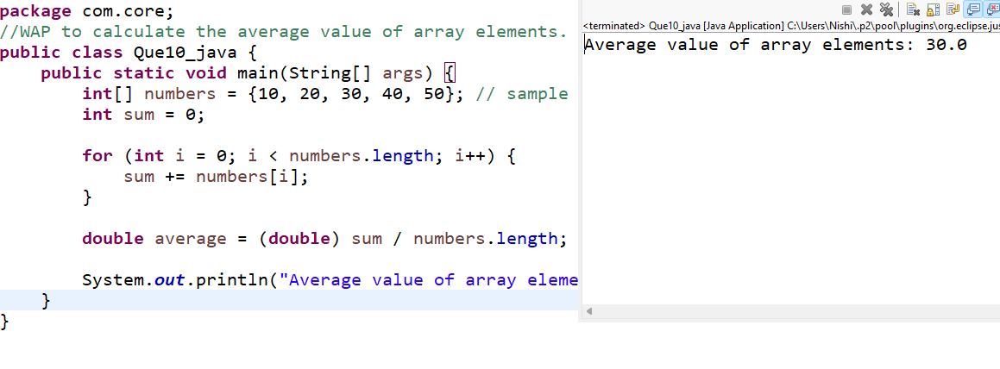 package com.core;
//WAP to calculate the average value of array elements.
public class Que10_java {
public static void main(String[] args) {
int[] numbers = {10, 20, 30, 40, 50}; // sample
int sum = 0;
for (int i = 0; i < numbers.length; i++) {
sum += numbers[i];
}
double average = (double) sum / numbers.length;
System.out.println("Average value of array eleme
}
}
<terminated> Que10_java [Java Application] C:\Users\Nishi\.p2\pool\plugins\org.eclipse.jus
Average value of array elements: 30.0